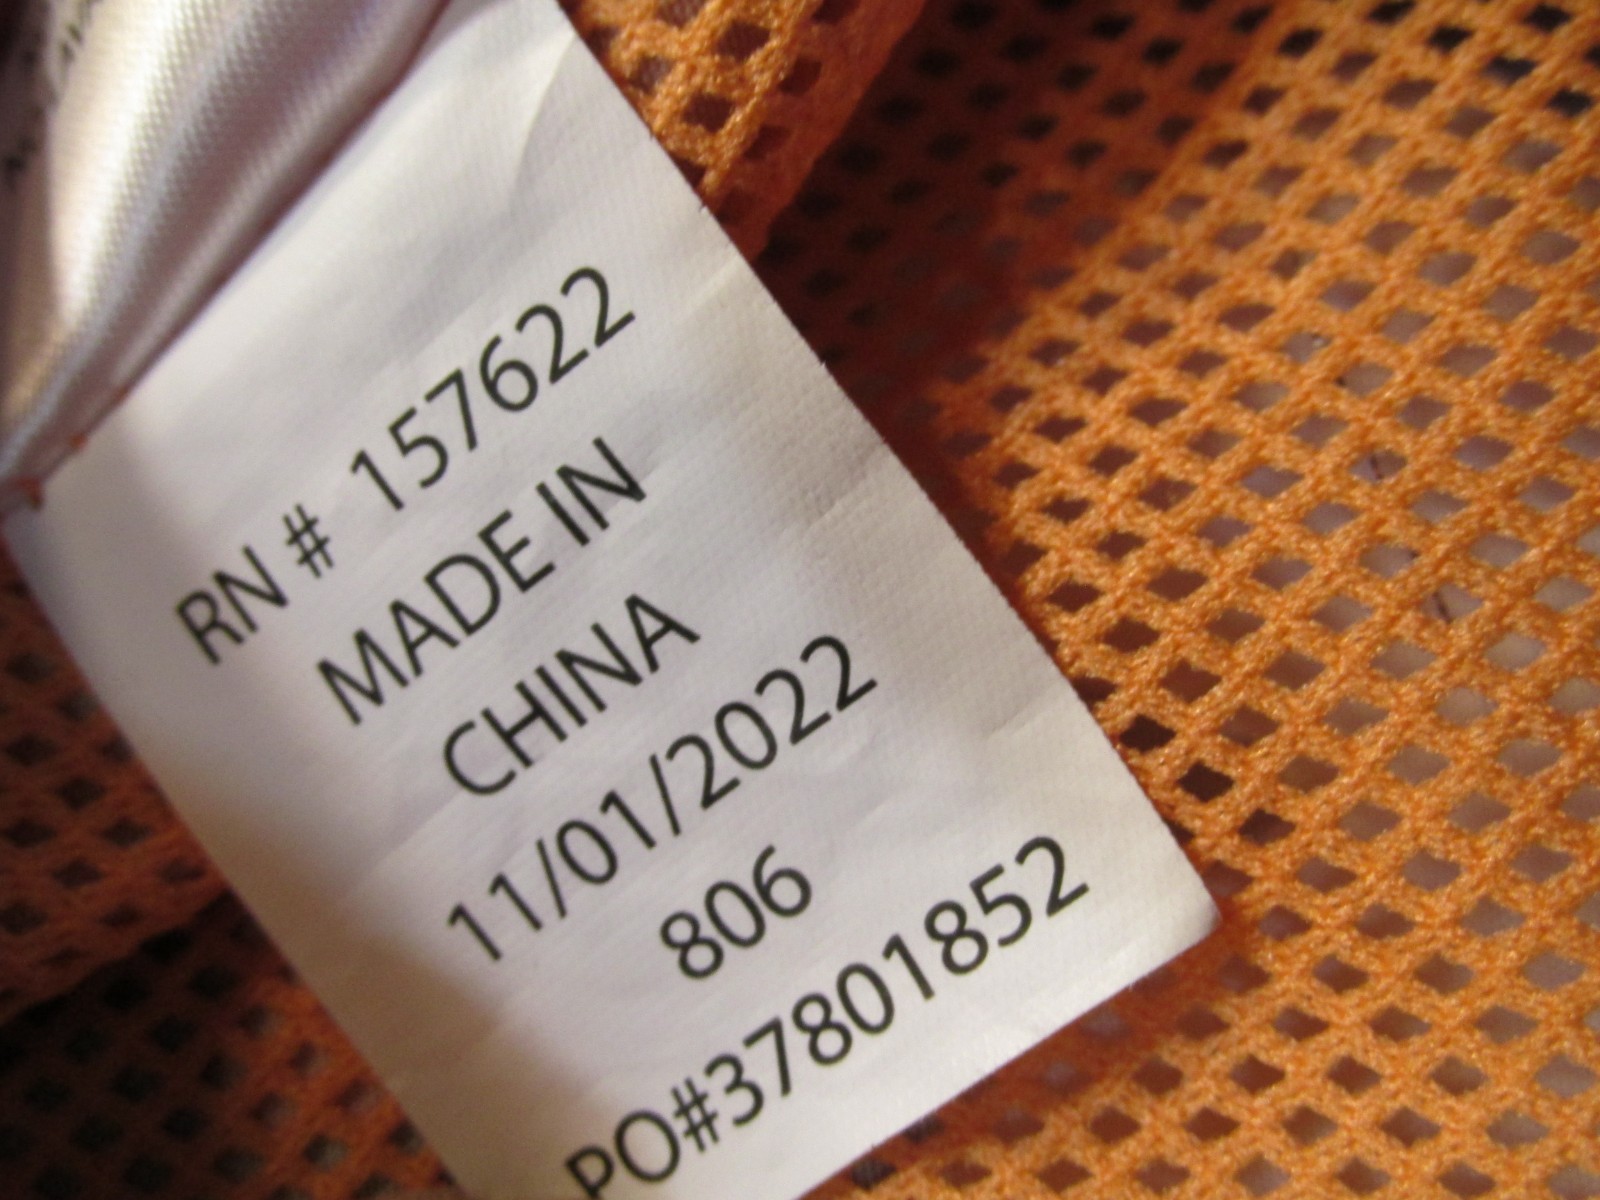 RN # 157622
MADE IN
CHINA
11/01/2022
806
PO#37801852